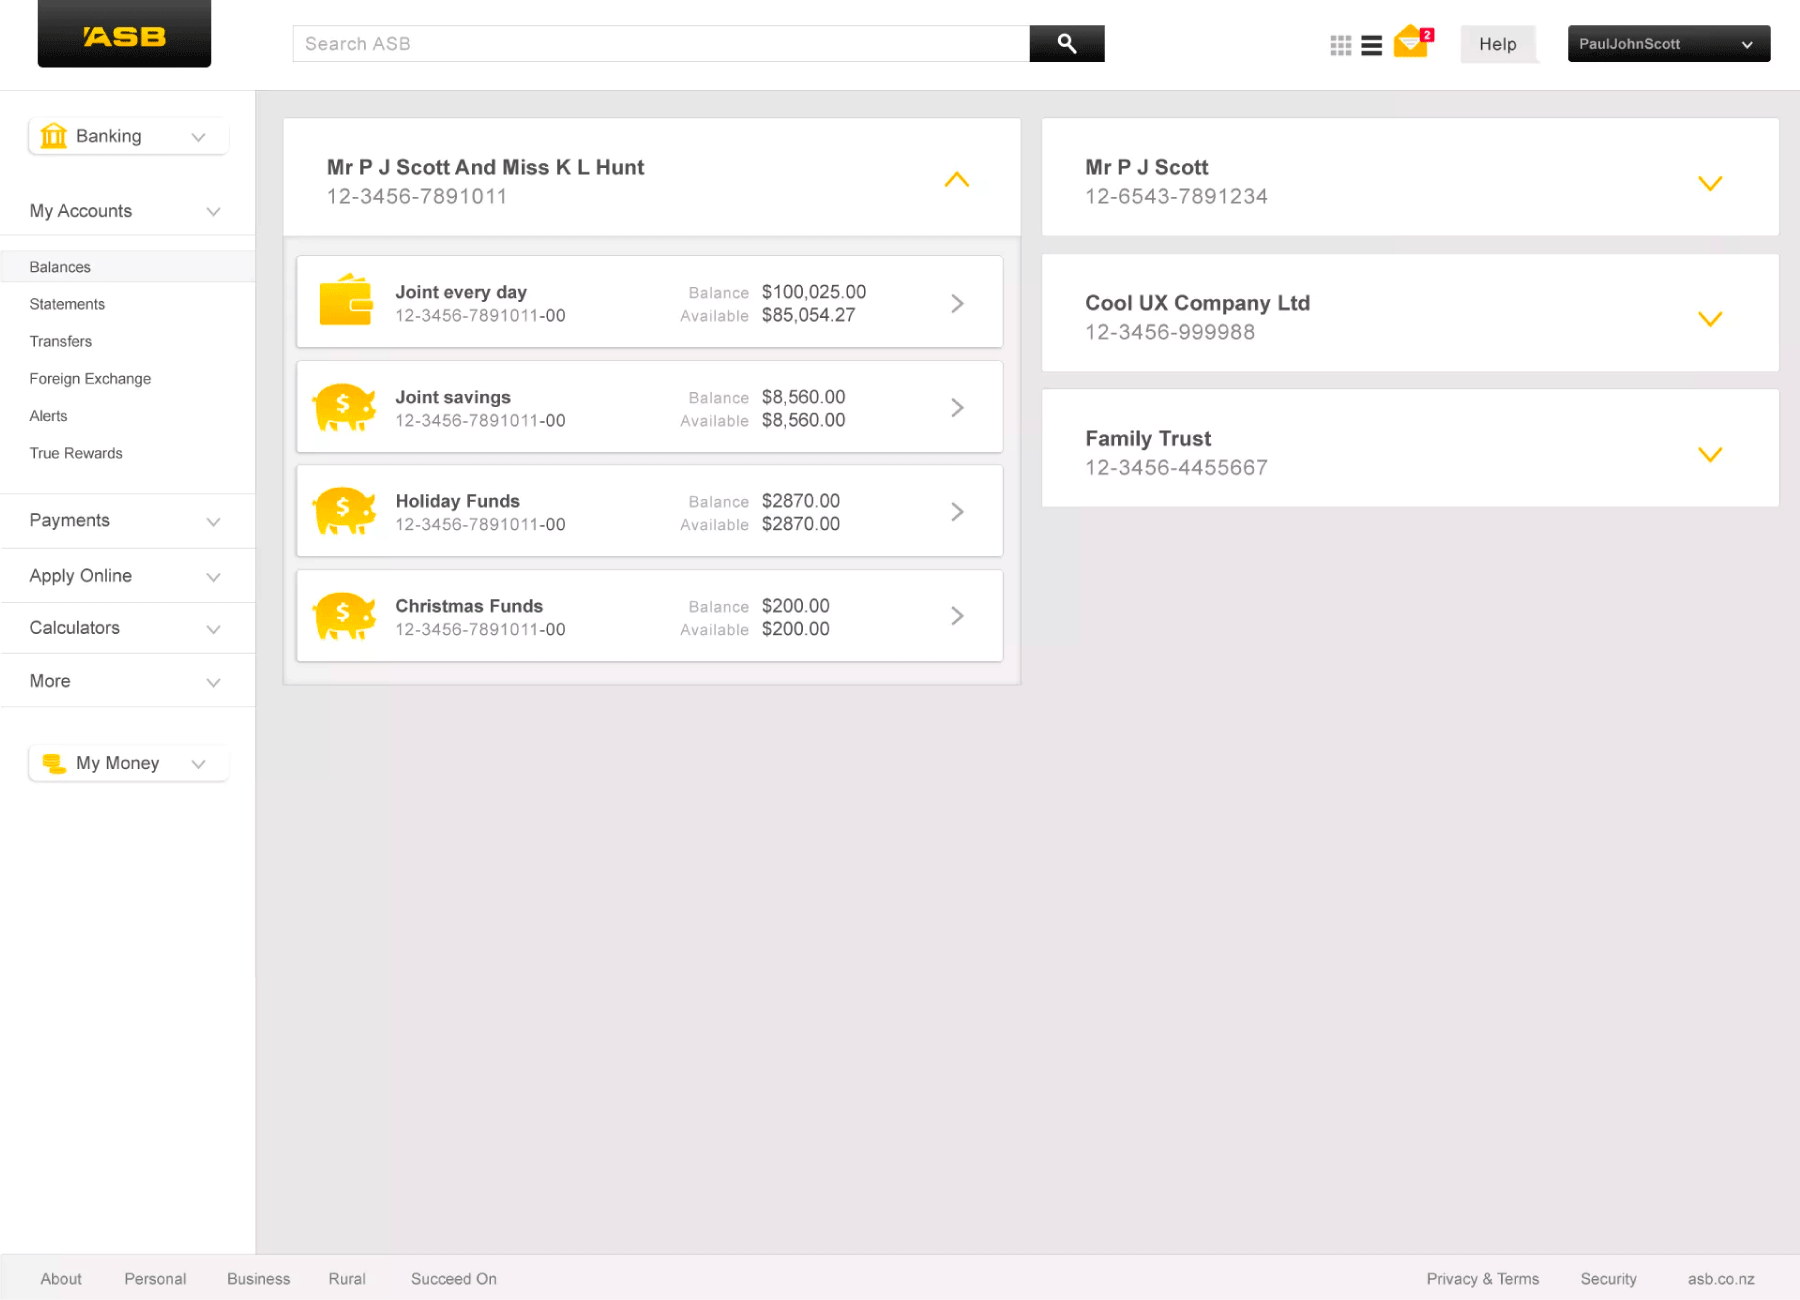 ASB
Search ASB
2
Help
PaulJohnScott
Banking
My Accounts
Balances
Statements
Transfers
Foreign Exchange
Alerts
True Rewards
Payments
Apply Online
Calculators
More
My Money
Mr P J Scott And Miss K L Hunt
12-3456-7891011
Joint every day
12-3456-7891011-00
Balance $100,025.00
Available $85,054.27
$
Joint savings
12-3456-7891011-00
Balance $8,560.00
Available $8,560.00
$
Holiday Funds
12-3456-7891011-00
Balance $2870.00
Available $2870.00
$
Christmas Funds
12-3456-7891011-00
Balance $200.00
Available $200.00
Mr P J Scott
12-6543-7891234
Cool UX Company Ltd
12-3456-999988
Family Trust
12-3456-4455667
About Personal Business Rural Succeed On
Privacy & Terms Security asb.co.nz